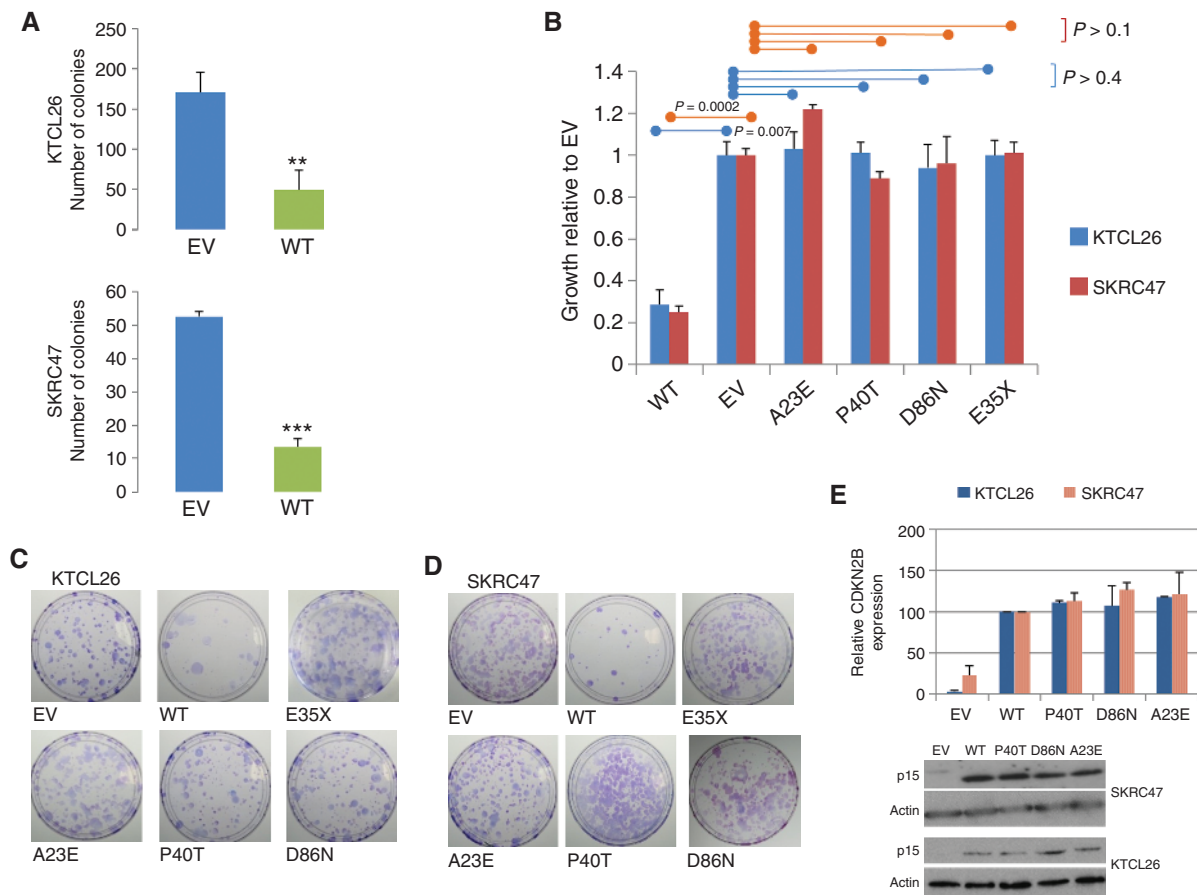 A
250
200
150
100
50
0
KTCL26
Number of colonies
**
EV WT
60
50
40
30
20
10
0
SKRC47
Number of colonies
***
EV WT
B
P > 0.1
P > 0.4
P = 0.0002
P = 0.007
1.4
1.2
1
0.8
0.6
0.4
0.2
0
Growth relative to EV
KTCL26
SKRC47
WT EV A23E P40T D86N E35X
C
KTCL26
EV WT E35X
A23E P40T D86N
D
SKRC47
EV WT E35X
A23E P40T D86N
E
KTCL26 SKRC47
200
150
100
50
0
Relative CDKN2B
expression
EV WT P40T D86N A23E
EV WT P40T D86N A23E
p15
Actin
SKRC47
p15
Actin
KTCL26